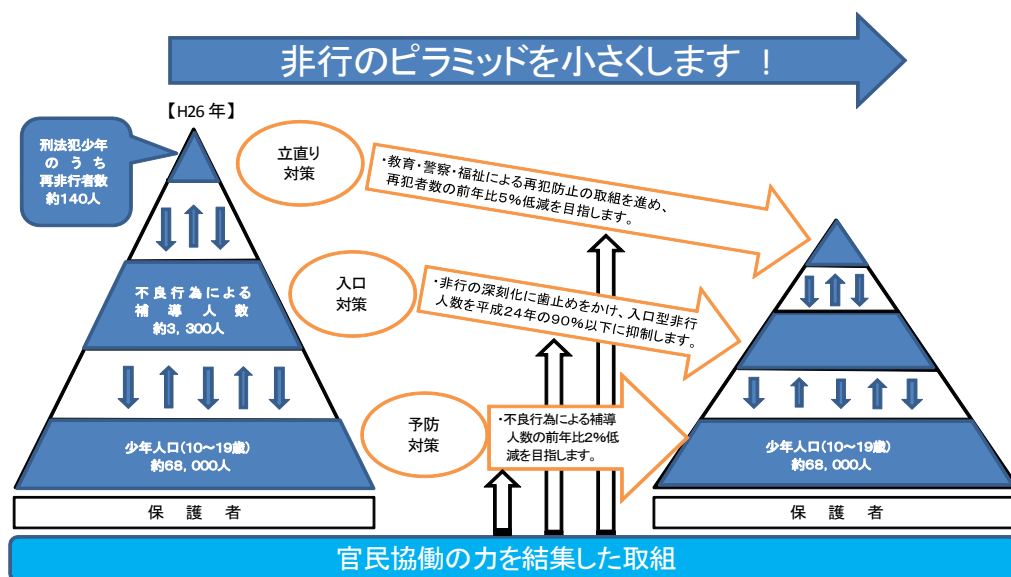 非行のピラミッドを小さくします！
【H26年】
刑法犯少年
のうち
再非行者数
約140人
立直り
対策
・教育・警察・福祉による再犯防止の取組を進め、
再犯者数の前年比5%低減を目指します。
不良行為による
補導人数
約3，300人
入口
対策
・非行の深刻化に歯止めをかけ、入口型非行
人数を平成24年の90%以下に抑制します。
予防
対策
・不良行為による補導
人数の前年比2%低
減を目指します。
少年人口(10～19歳)
約68，000人
少年人口(10～19歳)
約68，000人
保護者
保護者
官民協働の力を結集した取組